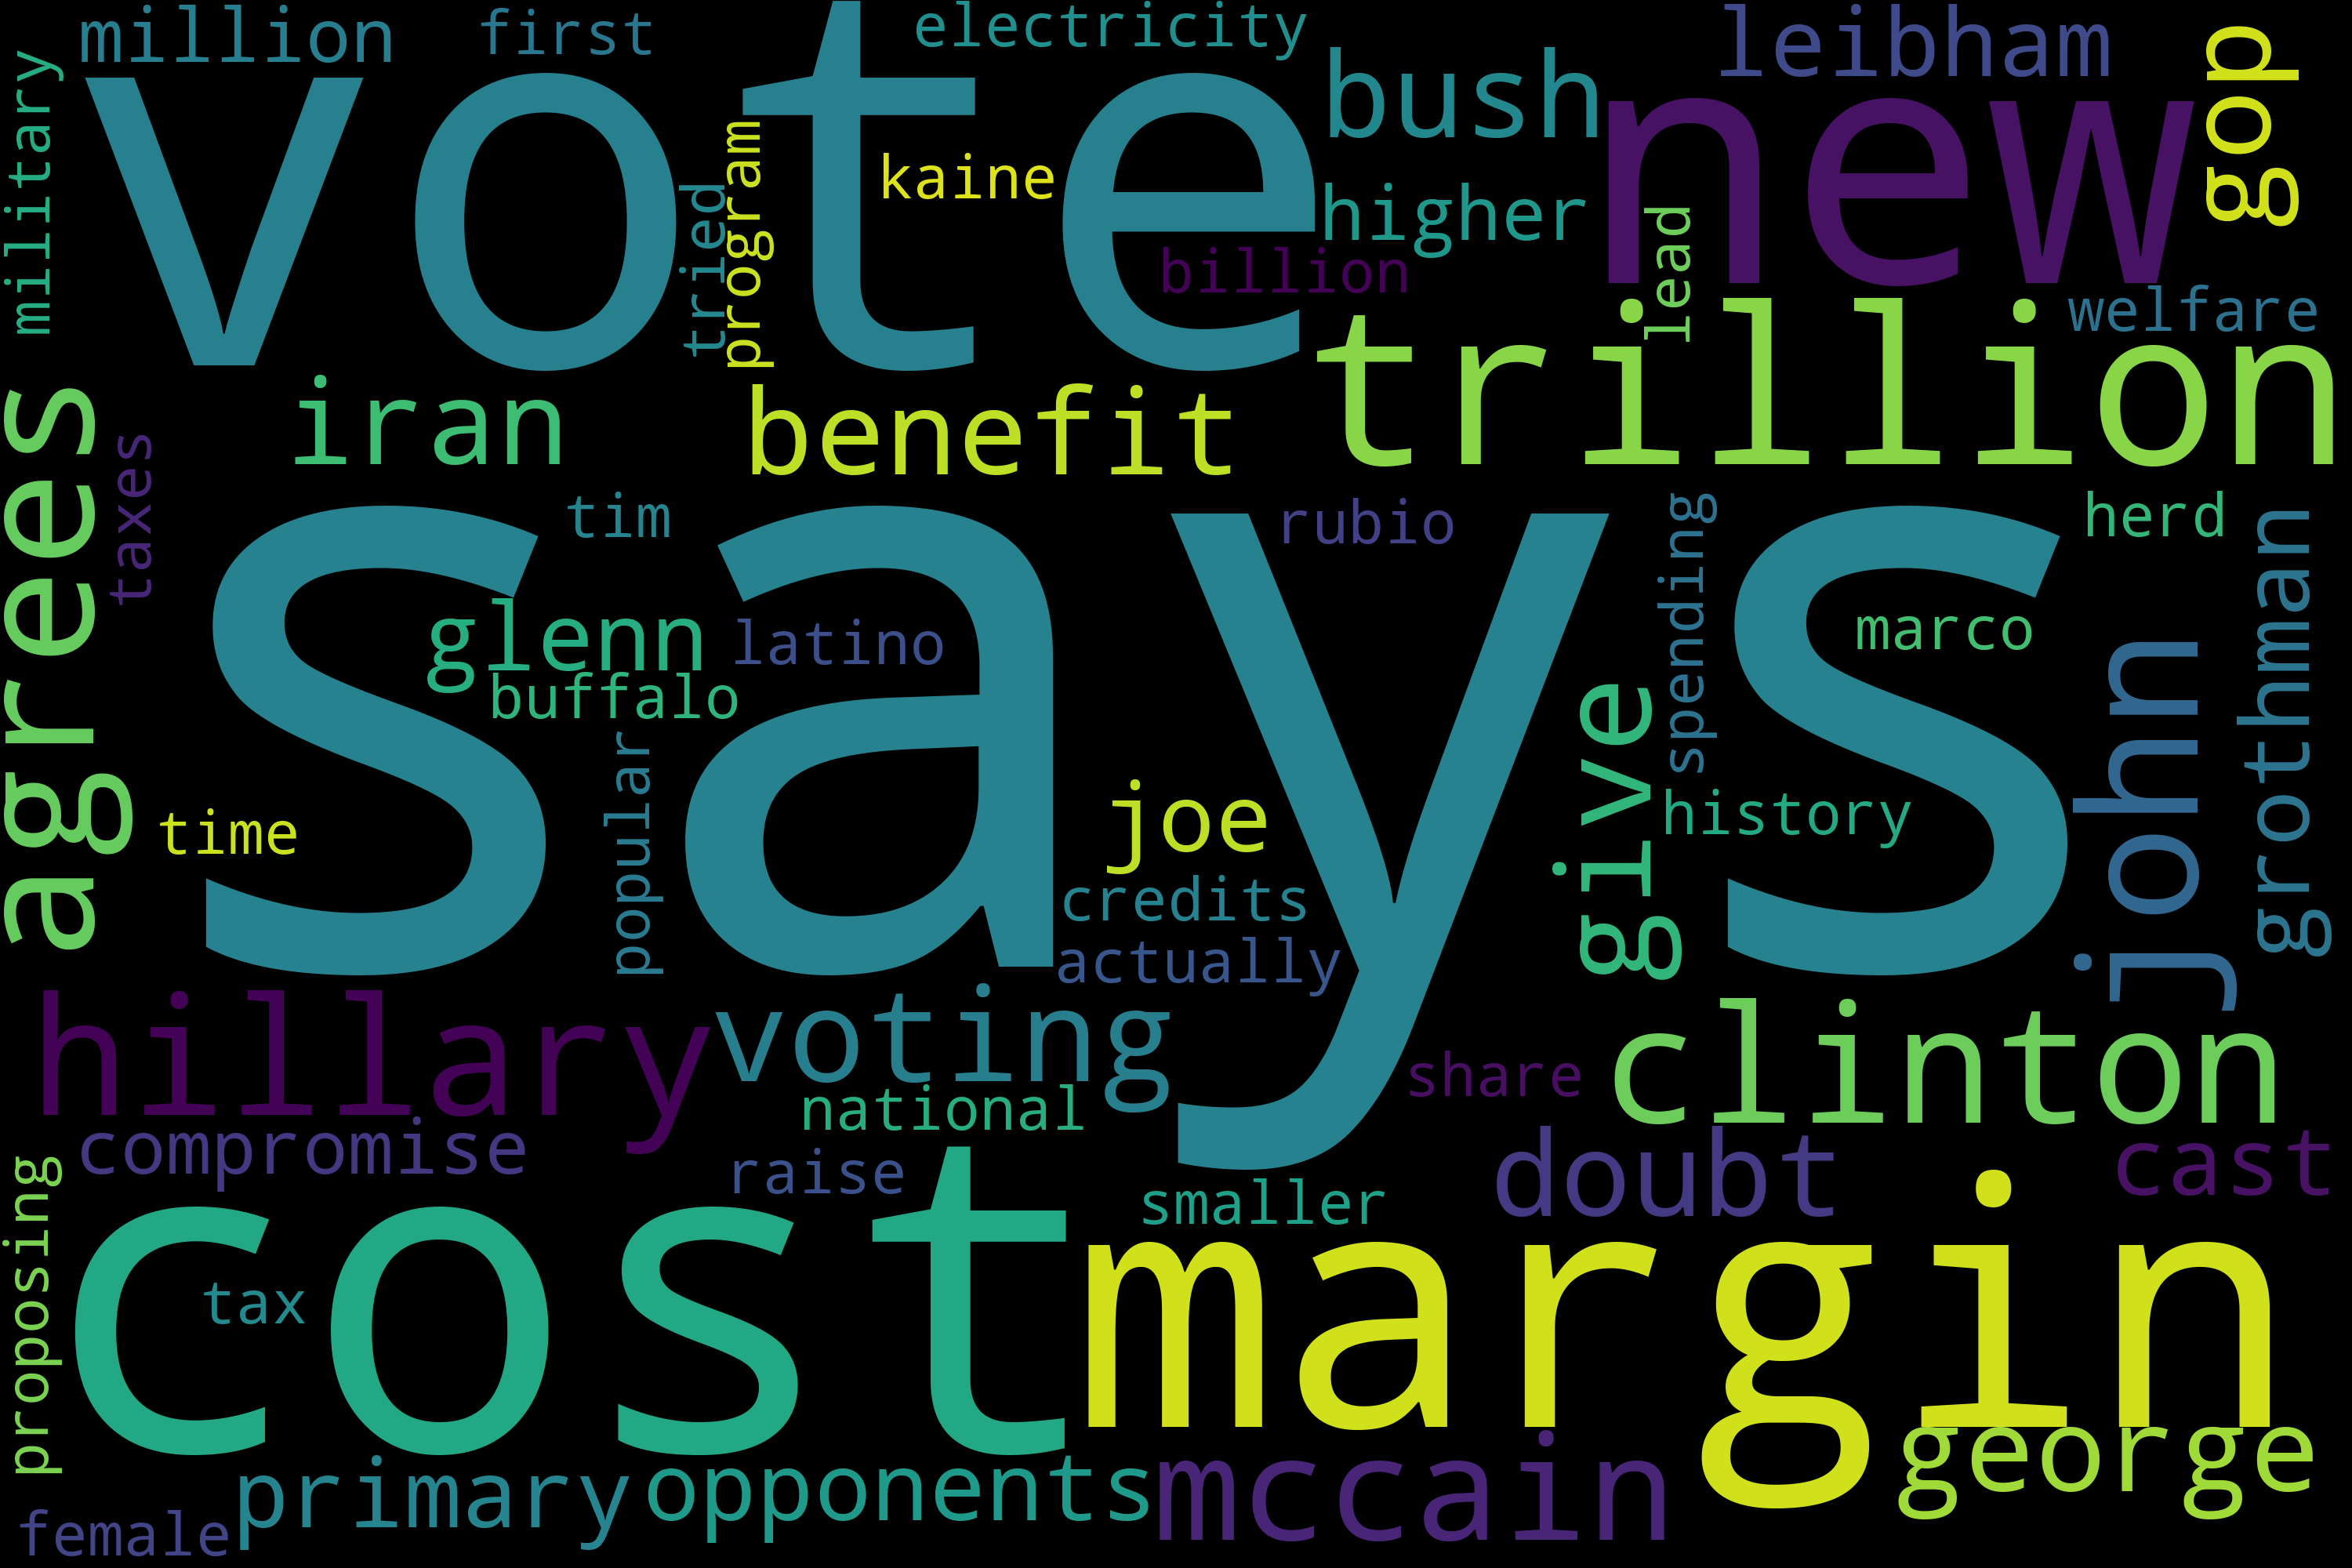 million
first
electricity
leibham
gop
military
vote
bush
new
program
kaine
tried
higher
lead
billion
welfare
trillion
iran
benefit
agrees
taxes
tim
rubio
spending
herd
says
grothman
glenn
latino
marco
john
buffalo
give
popular
time
joe
history
credits
actually
hillary
voting
clinton
share
national
compromise
raise
doubt
cast
proposing
smaller
cost
margin
tax
primary
opponents
mccain
george
female